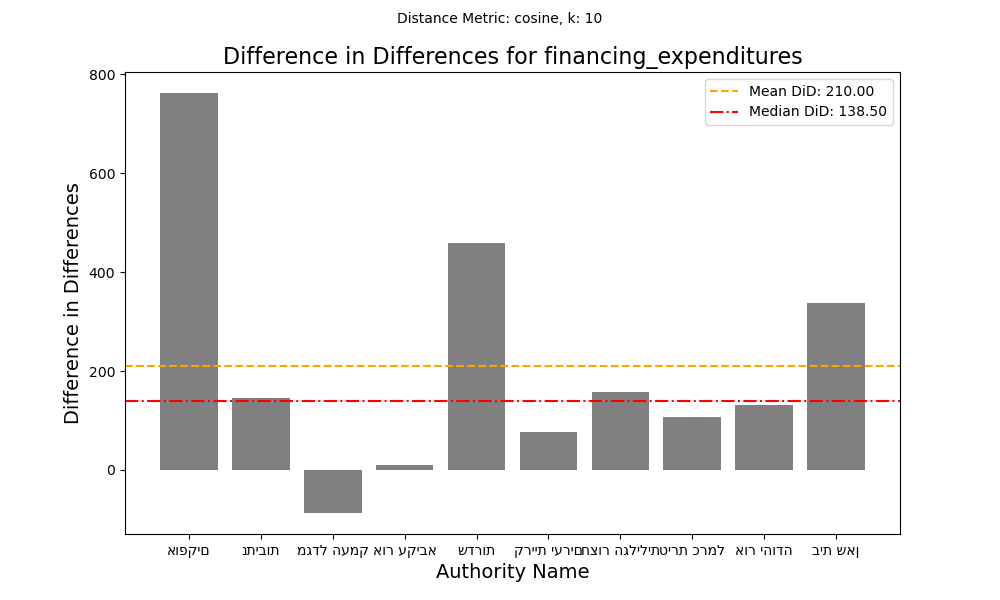 Distance Metric: cosine, k: 10
Difference in Differences for financing_expenditures
Mean DiD: 210.00
Median DiD: 138.50
Difference in Differences
800
600
400
200
0
אופקים
נתיבות
מגדל העמק
אור עקיבא
שדרות
קריית יערים
חצור הגלילית
טירת כרמל
אור יהודה
בית שאן
Authority Name